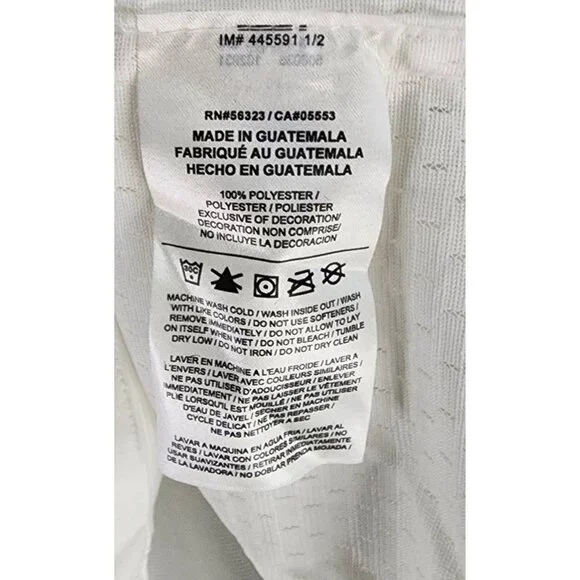 IM# 445591 1/2
RN#56323 / CA#05553
MADE IN GUATEMALA
FABRIQUÉ AU GUATEMALA
HECHO EN GUATEMALA
100% POLYESTER /
POLYESTER / POLIESTER
EXCLUSIVE OF DECORATION/
DECORATION NON COMPRISE/
NO INCLUYE LA DECORACION
30C
MACHINE WASH COLD / WASH INSIDE OUT / WASH
WITH LIKE COLORS / DO NOT USE SOFTENERS /
REMOVE IMMEDIATELY / DO NOT ALLOW TO LAY
ON ITSELF WHEN WET / DO NOT BLEACH / TUMBLE
DRY LOW / DO NOT IRON / DO NOT DRY CLEAN
LAVER EN MACHINE A L'EAU FROIDE / LAVER A
L'ENVERS / LAVER AVEC COULEURS SIMILAIRES /
NE PAS UTILISER D'ADOUCISSEUR / ENLEVER
IMMEDIATEMENT / NE PAS LAISSER LE VÊTEMENT
PLIÉ LORSQU'IL EST MOUILLÉ / NE PAS UTILISER
D'EAU DE JAVEL / SECHER EN MACHINE
CYCLE DELICAT / NE PAS REPASSER /
NE PAS NETTOYER A SEC
LAVAR A MAQUINA EN AGUA FRIA / LAVAR AL
REVES / LAVAR CON COLORES SIMILARES / NO
USAR SUAVIZANTES / RETIRAR INMEDIATAMENTE
DE LA LAVADORA / NO DOBLAR PRENDA MOJADA /